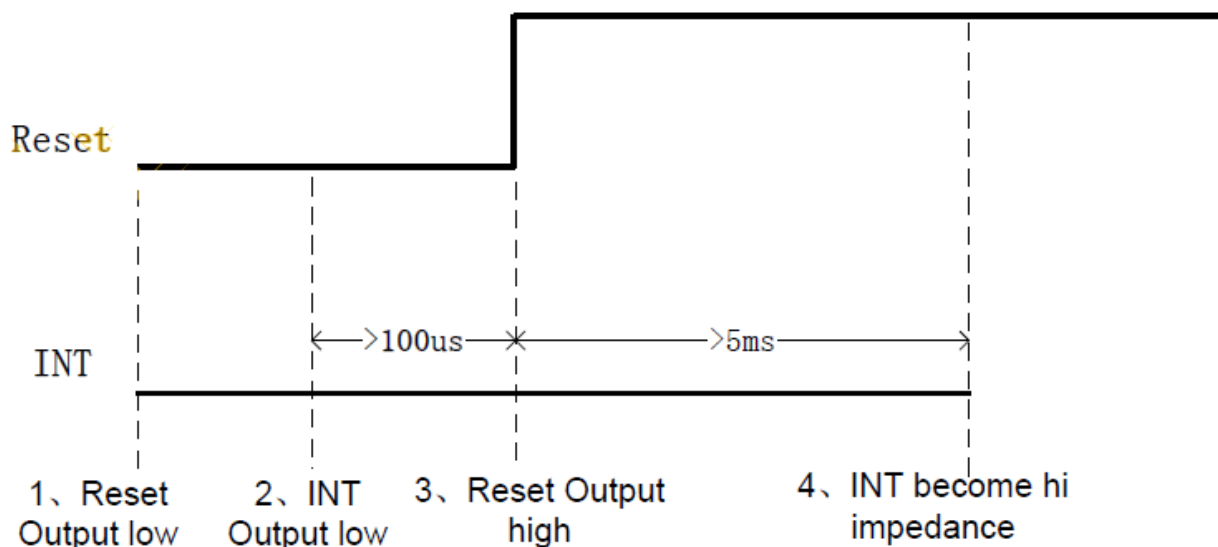 Reset
>100us
>5ms
INT
1、Reset
Output low
2、INT
Output low
3、Reset Output
high
4、INT become hi
impedance